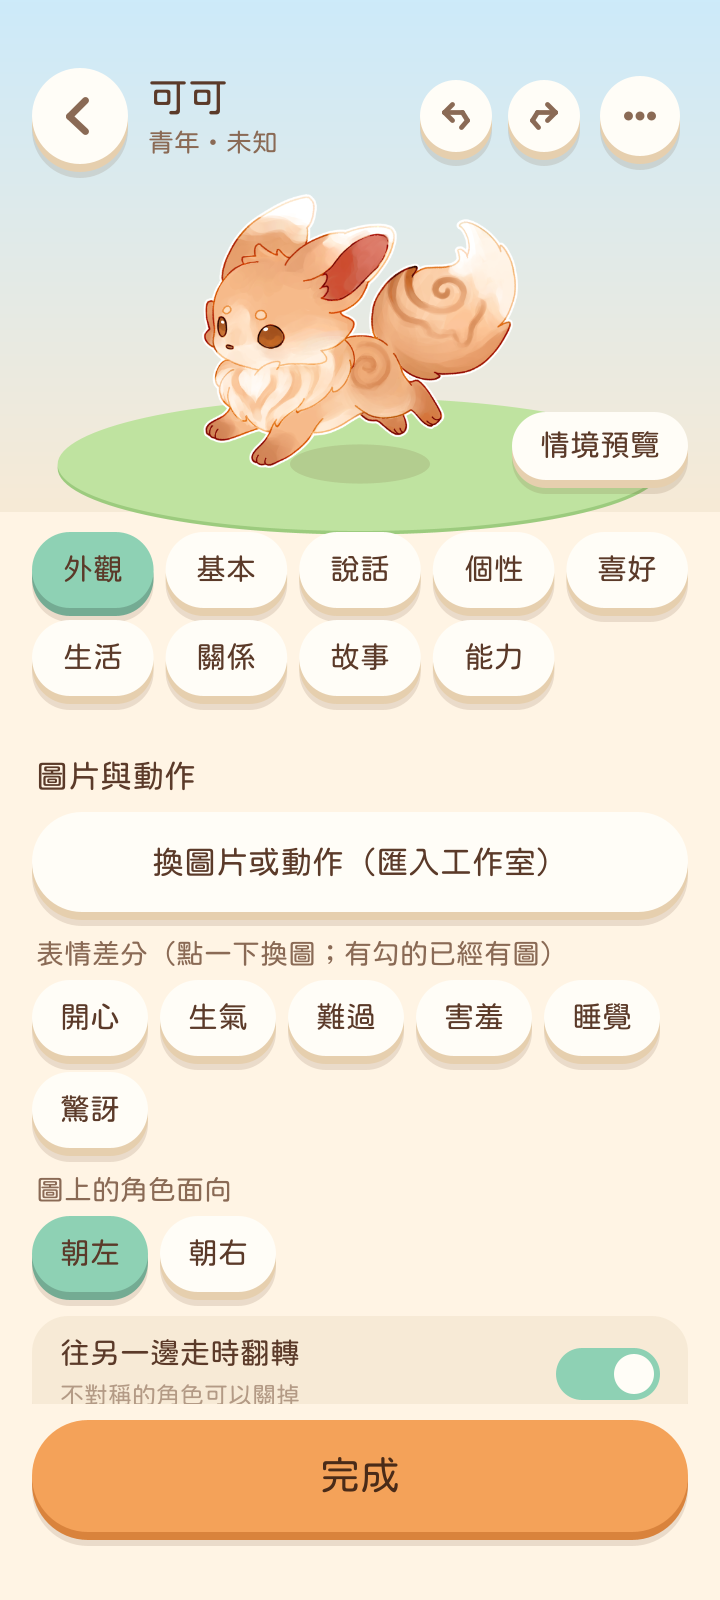 可可
青年・未知
情境預覽
外觀 基本 說話 個性 喜好
生活 關係 故事 能力
圖片與動作
換圖片或動作（匯入工作室）
表情差分（點一下換圖；有勾的已經有圖）
開心 生氣 難過 害羞 睡覺
驚訝
圖上的角色面向
朝左 朝右
往另一邊走時翻轉
不對稱的角色可以關掉
完成